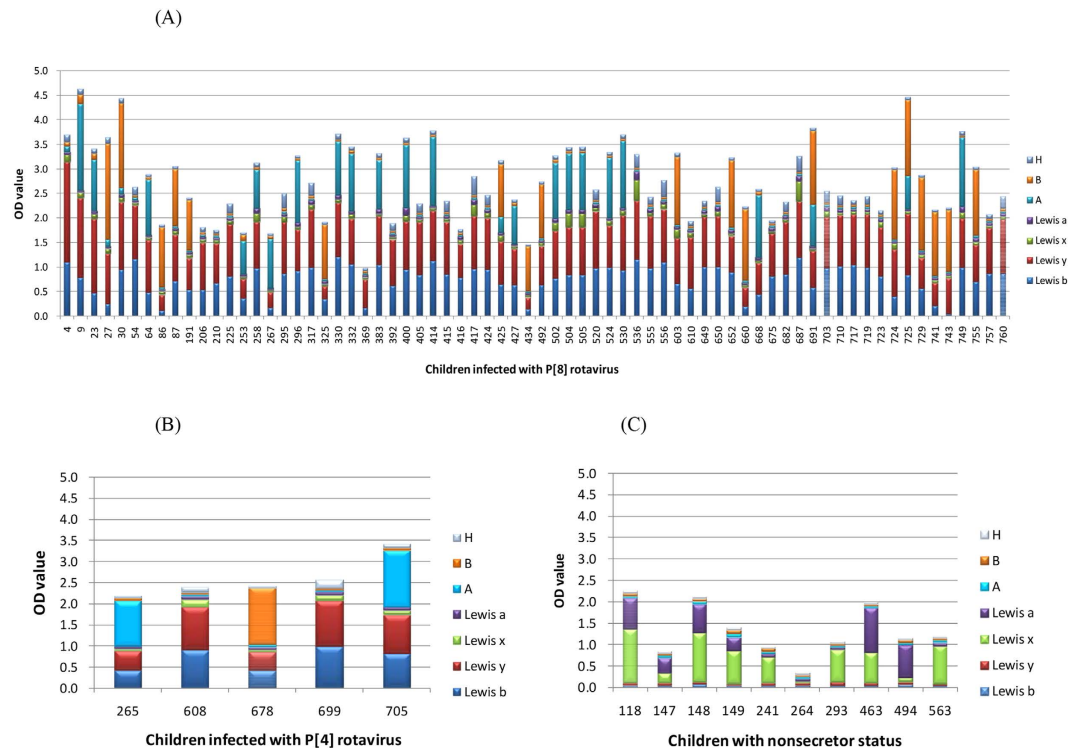 (A)
5.0
4.5
4.0
3.5
3.0
2.5
2.0
1.5
1.0
0.5
0.0
OD value
4 9 23 27 30 54 64 86 87 191 206 210 225 253 258 267 295 296 317 325 330 332 369 383 392 400 405 414 415 416 417 424 425 427 434 492 502 504 505 520 524 530 536 555 556 603 610 649 650 652 660 668 675 682 687 691 703 710 717 719 723 724 725 729 741 743 749 755 757 760
Children infected with P[8] rotavirus
H
B
A
Lewis a
Lewis x
Lewis y
Lewis b
(B)
5.0
4.5
4.0
3.5
3.0
2.5
2.0
1.5
1.0
0.5
0.0
OD value
265 608 678 699 705
Children infected with P[4] rotavirus
H
B
A
Lewis a
Lewis x
Lewis y
Lewis b
(C)
5.0
4.5
4.0
3.5
3.0
2.5
2.0
1.5
1.0
0.5
0.0
OD value
118 147 148 149 241 264 293 463 494 563
Children with nonsecretor status
H
B
A
Lewis a
Lewis x
Lewis y
Lewis b